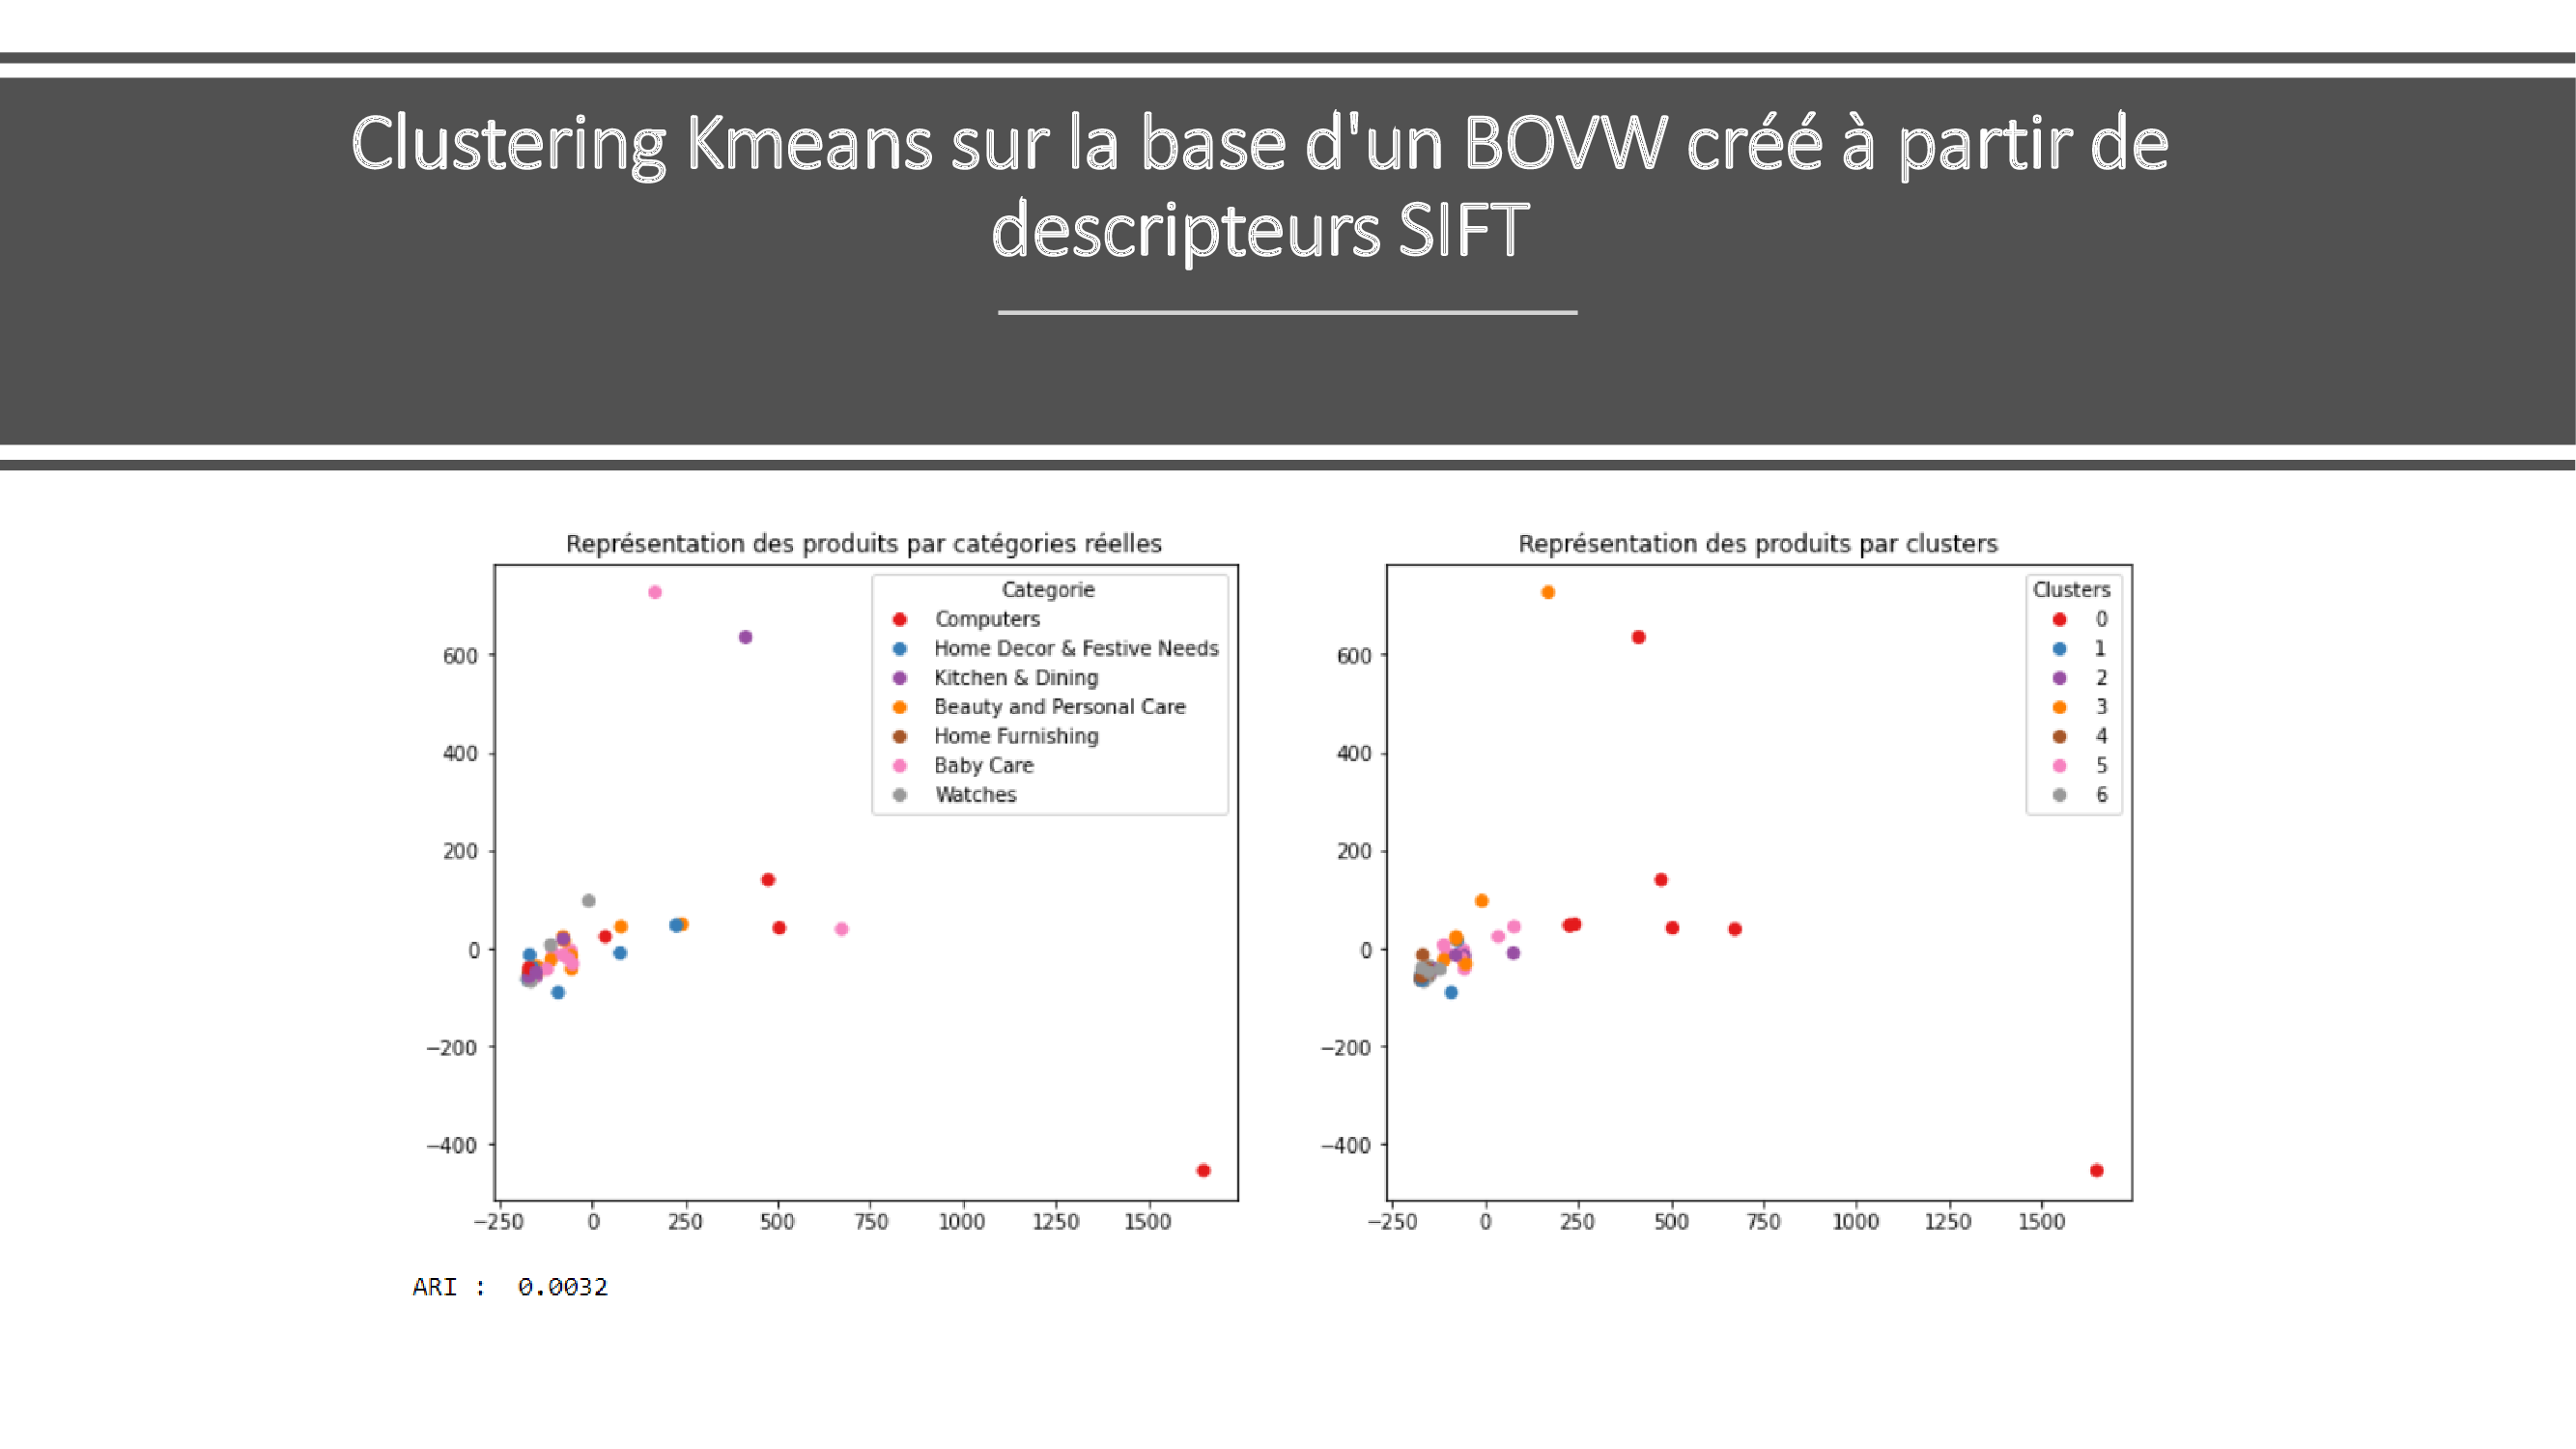 Clustering Kmeans sur la base d'un BOVW créé à partir de
descripteurs SIFT
Représentation des produits par catégories réelles
Categorie
Computers
Home Decor & Festive Needs
Kitchen & Dining
Beauty and Personal Care
Home Furnishing
Baby Care
Watches
600
400
200
0
−200
−400
−250 0 250 500 750 1000 1250 1500
Représentation des produits par clusters
Clusters
0
1
2
3
4
5
6
600
400
200
0
−200
−400
−250 0 250 500 750 1000 1250 1500
ARI : 0.0032